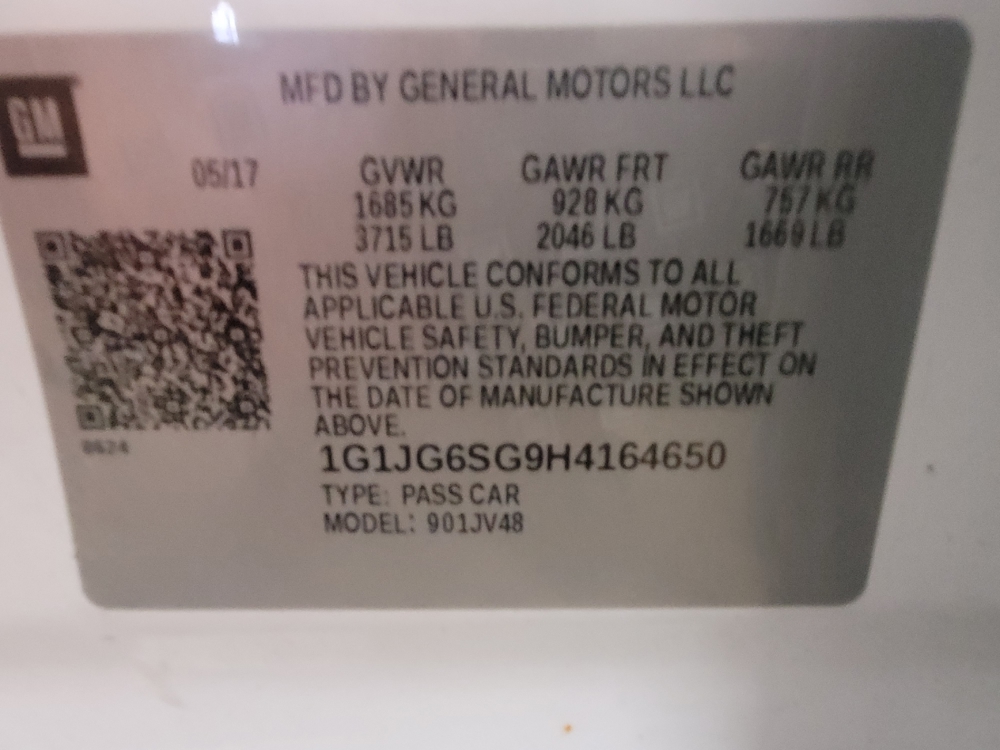 MFD BY GENERAL MOTORS LLC
GM
05/17 GVWR GAWR FRT GAWR RR
1685 KG 928 KG 757 KG
3715 LB 2046 LB 1669 LB
THIS VEHICLE CONFORMS TO ALL
APPLICABLE U.S. FEDERAL MOTOR
VEHICLE SAFETY, BUMPER, AND THEFT
PREVENTION STANDARDS IN EFFECT ON
THE DATE OF MANUFACTURE SHOWN
ABOVE.
1G1JG6SG9H4164650
TYPE: PASS CAR
MODEL: 901JV48